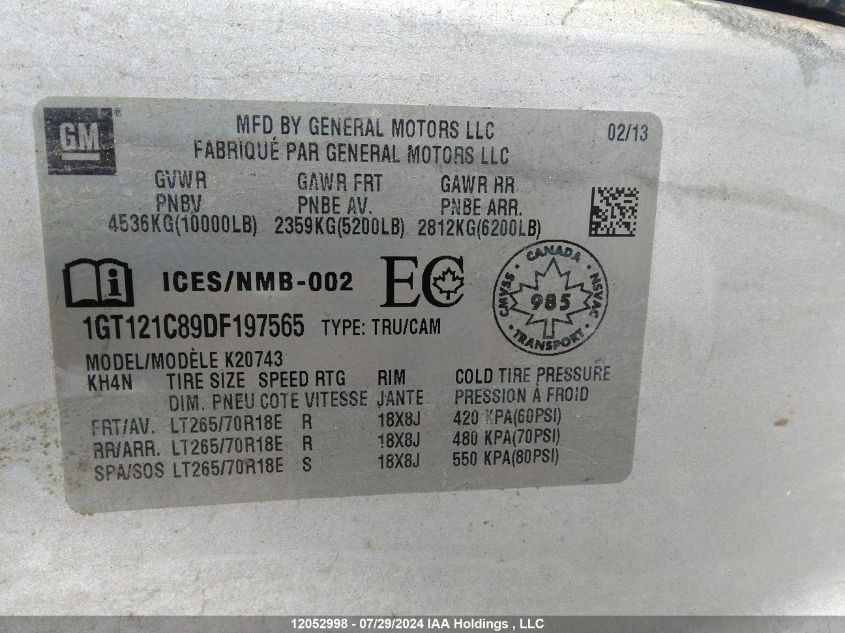 GM
MFD BY GENERAL MOTORS LLC 02/13
FABRIQUÉ PAR GENERAL MOTORS LLC
GVWR GAWR FRT GAWR RR
PNBV PNBE AV. PNBE ARR.
4536KG(10000LB) 2359KG(5200LB) 2812KG(6200LB)
i ICES/NMB-002 EC
CANADA
CMVSS 985 NSVAC
TRANSPORT
1GT121C89DF197565 TYPE: TRU/CAM
MODEL/MODÈLE K20743
KH4N TIRE SIZE SPEED RTG RIM COLD TIRE PRESSURE
DIM. PNEU COTE VITESSE JANTE PRESSION À FROID
FRT/AV. LT265/70R18E R 18X8J 420 KPA(60PSI)
RR/ARR. LT265/70R18E R 18X8J 480 KPA(70PSI)
SPA/SOS LT265/70R18E S 18X8J 550 KPA(80PSI)
12052998 - 07/29/2024 IAA Holdings , LLC